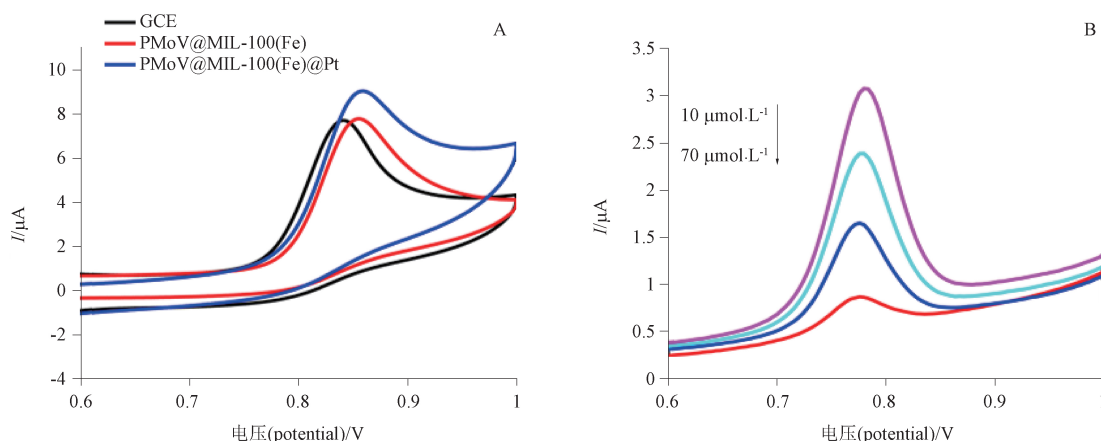 GCE
PMoV@MIL-100(Fe)
PMoV@MIL-100(Fe)@Pt
A
10
8
6
4
2
0
-2
-4
I/μA
0.6 0.7 0.8 0.9 1
电压(potential)/V
B
10 μmol·L-1
70 μmol·L-1
3.5
3
2.5
2
1.5
1
0.5
0
I/μA
0.6 0.7 0.8 0.9 1
电压(potential)/V